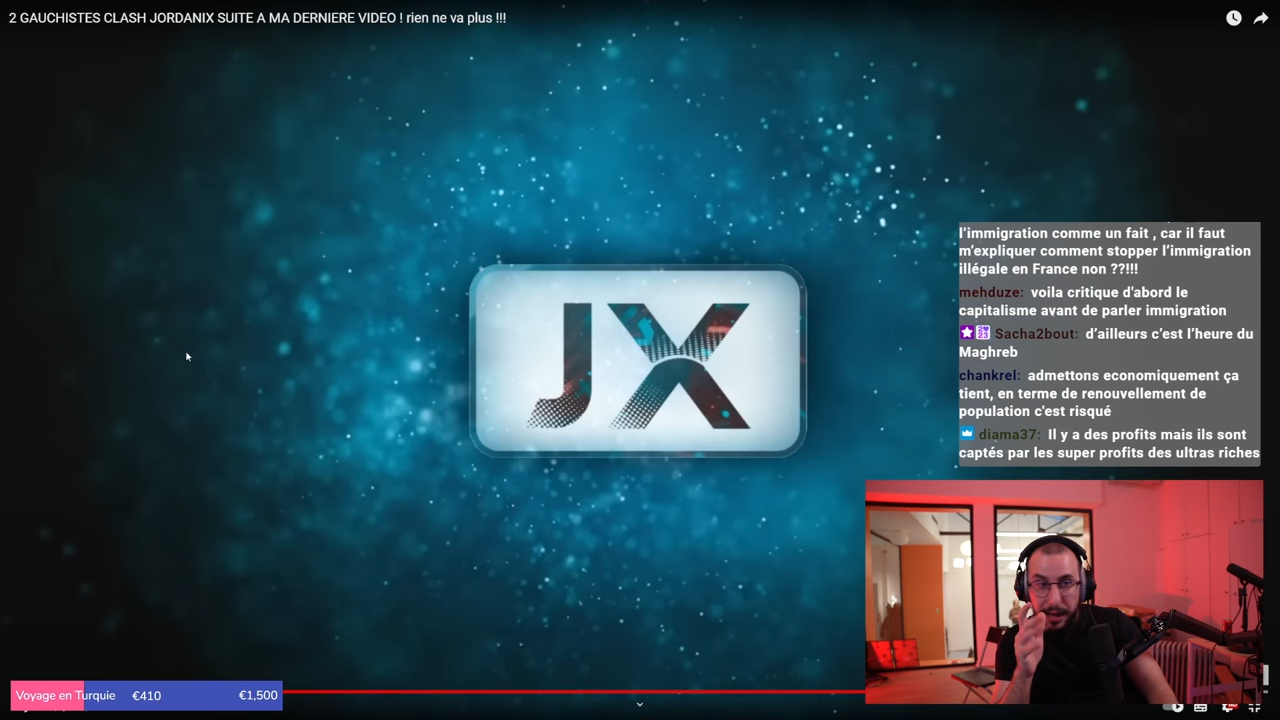 2 GAUCHISTES CLASH JORDANIX SUITE A MA DERNIERE VIDEO ! rien ne va plus !!!
JX
l'immigration comme un fait , car il faut
m'expliquer comment stopper l'immigration
illégale en France non ??!!!
mehduze: voila critique d'abord le
capitalisme avant de parler immigration
Sacha2bout: d'ailleurs c'est l'heure du
Maghreb
chankrel: admettons economiquement ça
tient, en terme de renouvellement de
population c'est risqué
diama37: Il y a des profits mais ils sont
captés par les super profits des ultras riches
Voyage en Turquie €410 €1,500